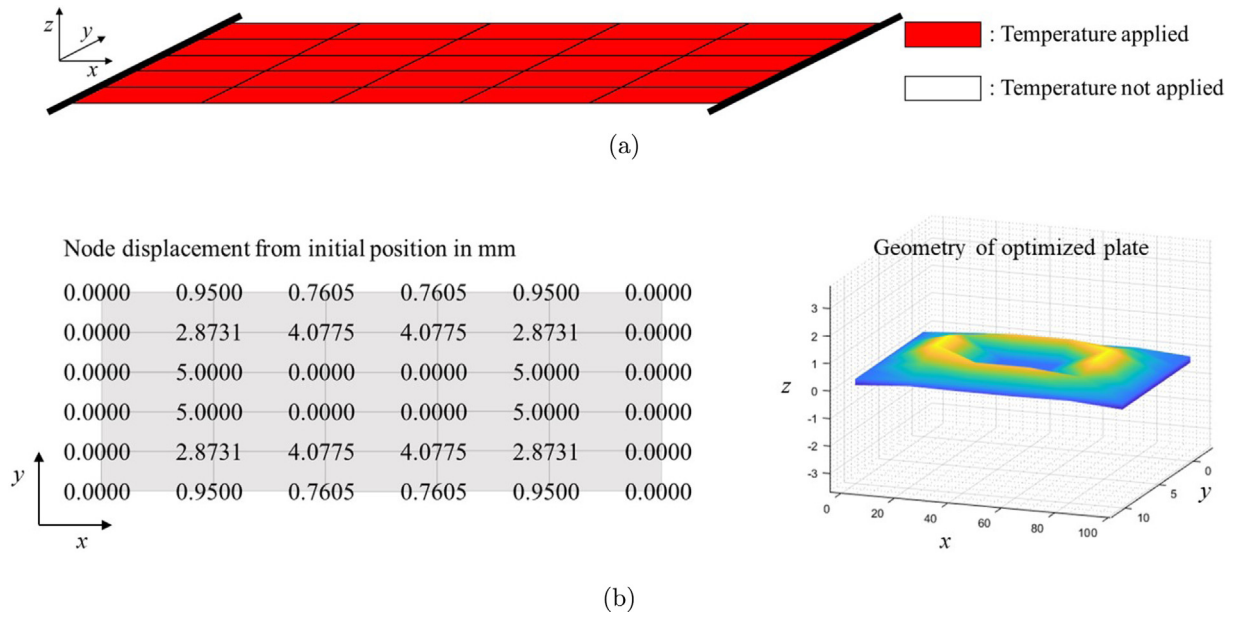 z
y
x
: Temperature applied
: Temperature not applied
(a)
Node displacement from initial position in mm
0.0000 0.9500 0.7605 0.7605 0.9500 0.0000
0.0000 2.8731 4.0775 4.0775 2.8731 0.0000
0.0000 5.0000 0.0000 0.0000 5.0000 0.0000
0.0000 5.0000 0.0000 0.0000 5.0000 0.0000
0.0000 2.8731 4.0775 4.0775 2.8731 0.0000
0.0000 0.9500 0.7605 0.7605 0.9500 0.0000
y
x
Geometry of optimized plate
3
2
1
0
-1
-2
-3
z
0 20 40 60 80 100
x
0
5
10
y
(b)